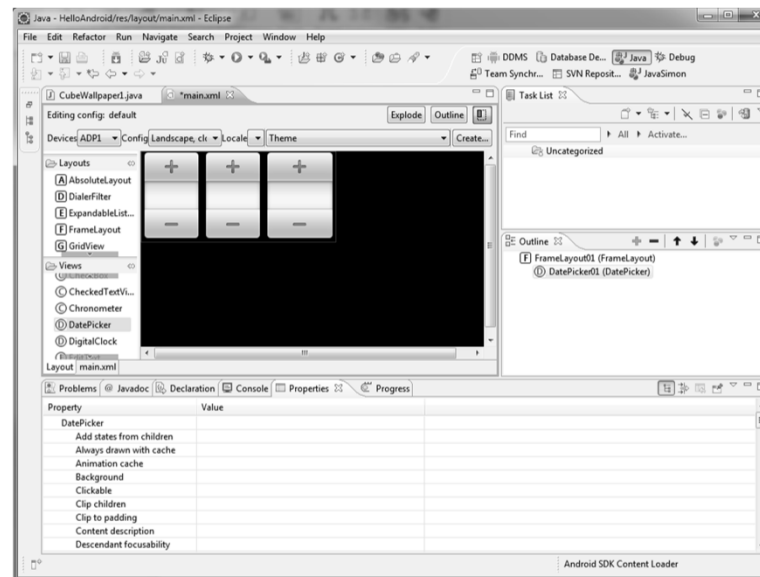 Java - HelloAndroid/res/layout/main.xml - Eclipse
File Edit Refactor Run Navigate Search Project Window Help
DDMS Database De... Java Debug
Team Synchr... SVN Reposit... JavaSimon
CubeWallpaper1.java *main.xml
Editing config: default Explode Outline
Devices ADP1 Config Landscape, clo Locale Theme Create...
Layouts
A AbsoluteLayout
D DialerFilter
E ExpandableList...
F FrameLayout
G GridView
Views
C CheckBox
C CheckedTextVi...
C Chronometer
D DatePicker
D DigitalClock
Layout main.xml
Task List
Find All Activate...
Uncategorized
Outline
F FrameLayout01 (FrameLayout)
D DatePicker01 (DatePicker)
Problems @ Javadoc Declaration Console Properties Progress
Property Value
DatePicker
Add states from children
Always drawn with cache
Animation cache
Background
Clickable
Clip children
Clip to padding
Content description
Descendant focusability
Android SDK Content Loader